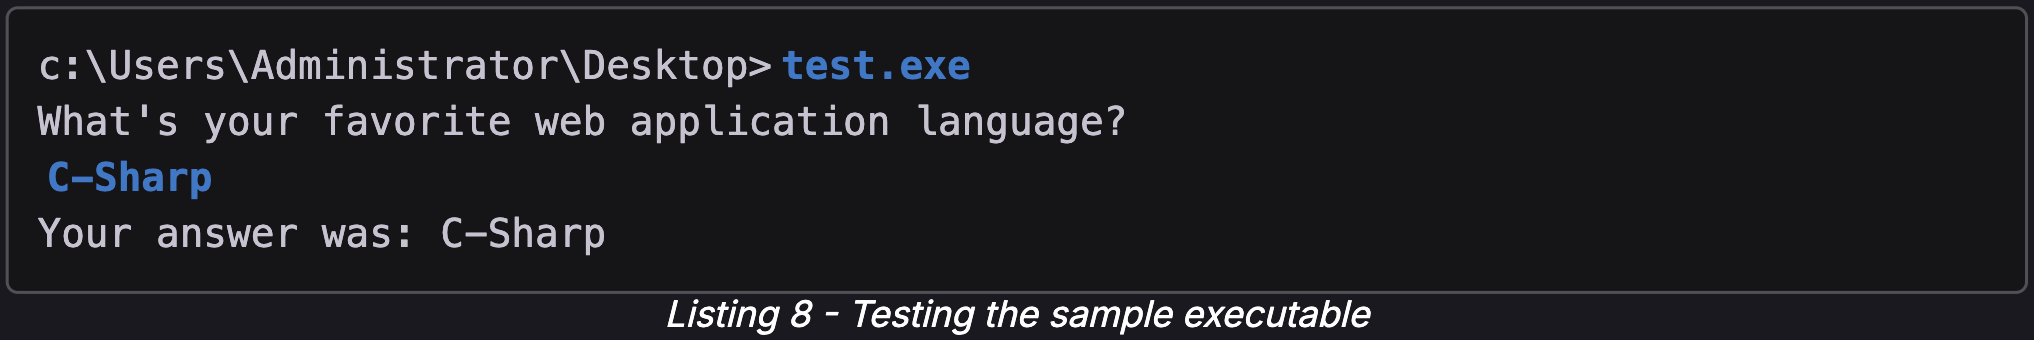 c:\Users\Administrator\Desktop> test.exe
What's your favorite web application language?
C-Sharp
Your answer was: C-Sharp
Listing 8 - Testing the sample executable